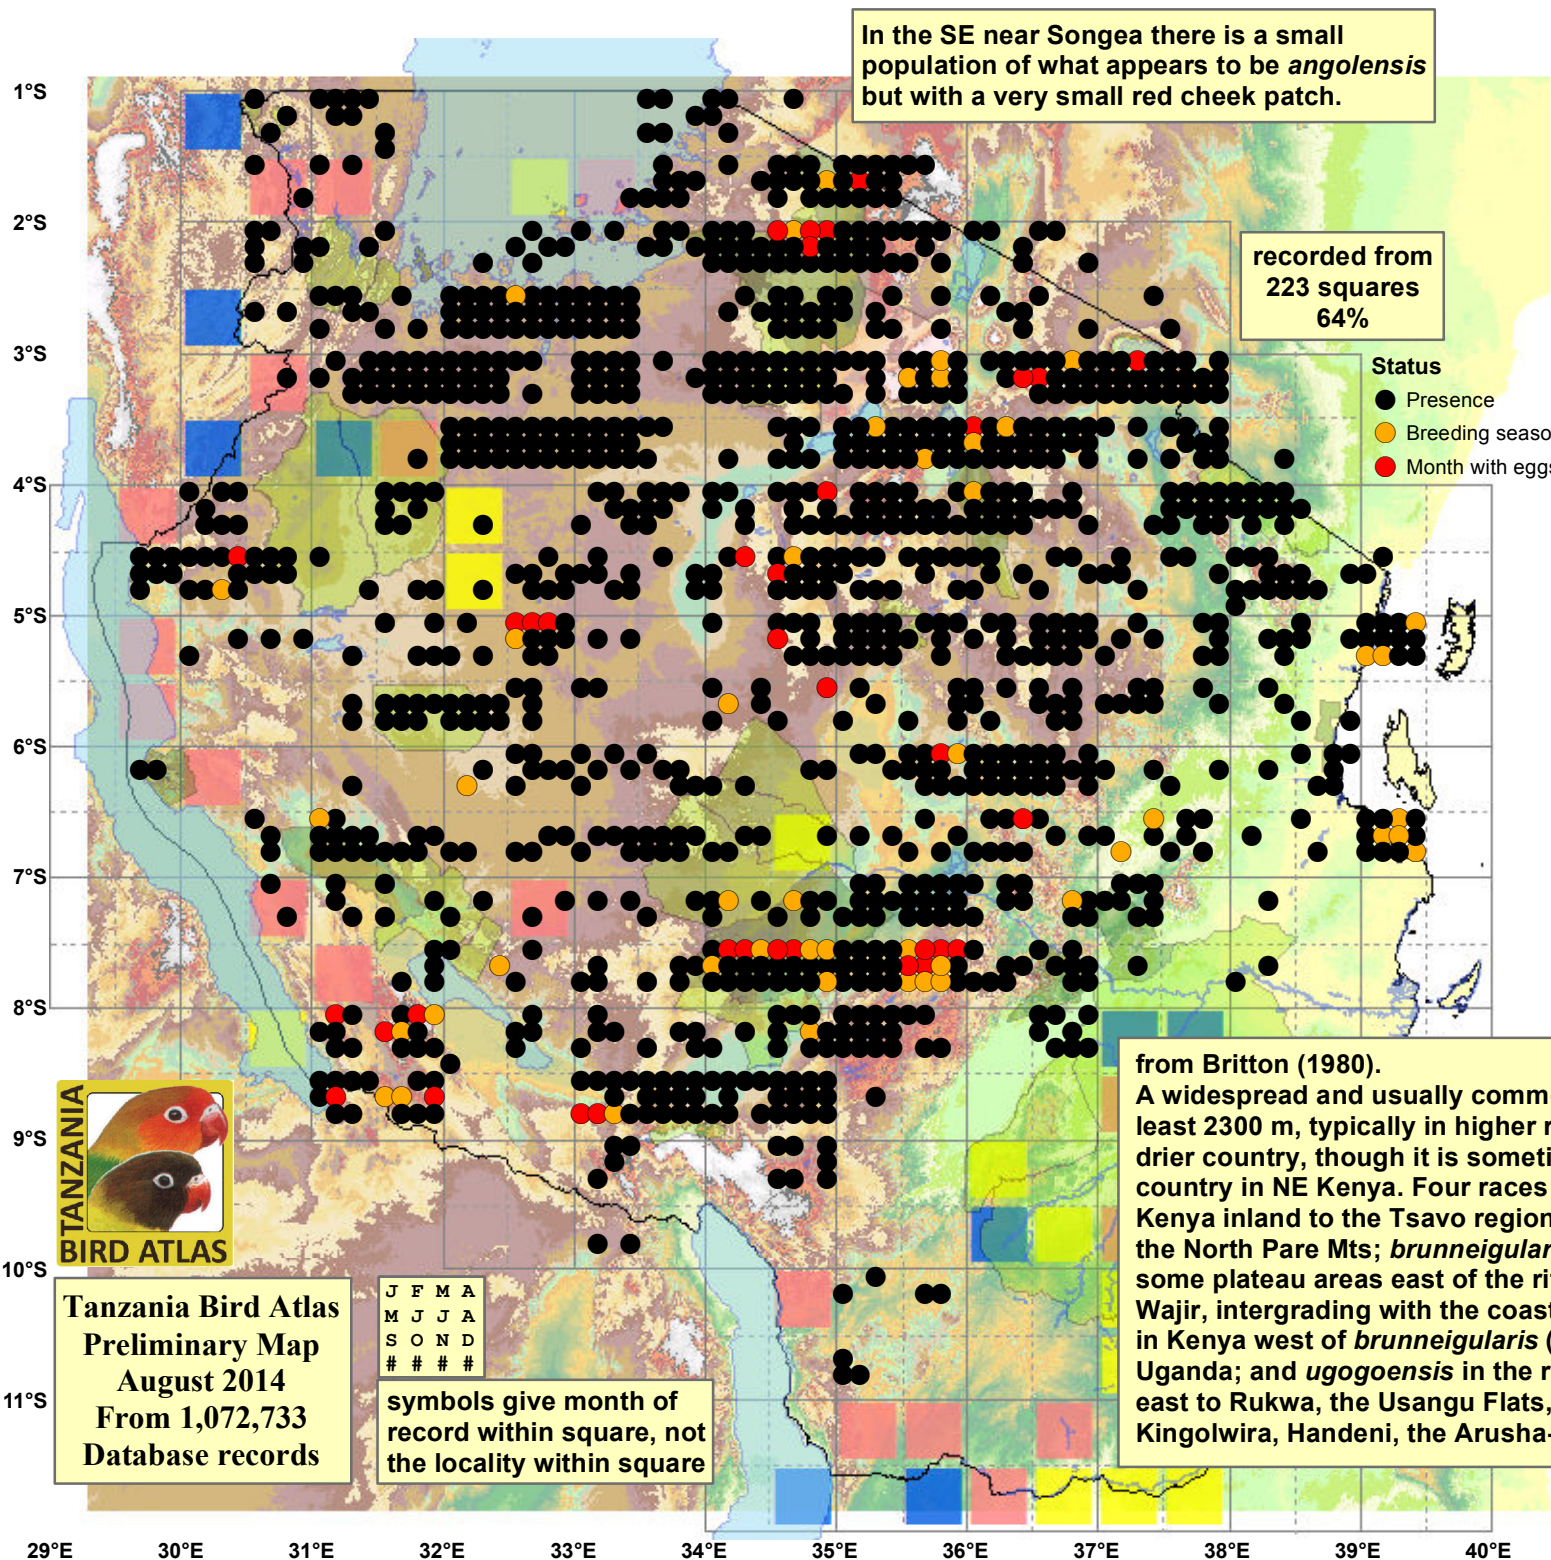 In the SE near Songea there is a small
population of what appears to be angolensis
but with a very small red cheek patch.
1°S
2°S
3°S
4°S
5°S
6°S
7°S
8°S
9°S
10°S
11°S
recorded from
223 squares
64%
Status
Presence
Breeding seaso
Month with eggs
TANZANIA
BIRD ATLAS
Tanzania Bird Atlas
Preliminary Map
August 2014
From 1,072,733
Database records
J F M A
M J J A
S O N D
# # # #
symbols give month of
record within square, not
the locality within square
from Britton (1980).
A widespread and usually comm
least 2300 m, typically in higher r
drier country, though it is someti
country in NE Kenya. Four races
Kenya inland to the Tsavo region
the North Pare Mts; brunneigular
some plateau areas east of the ri
Wajir, intergrading with the coast
in Kenya west of brunneigularis (
Uganda; and ugogoensis in the r
east to Rukwa, the Usangu Flats,
Kingolwira, Handeni, the Arusha-
29°E 30°E 31°E 32°E 33°E 34°E 35°E 36°E 37°E 38°E 39°E 40°E